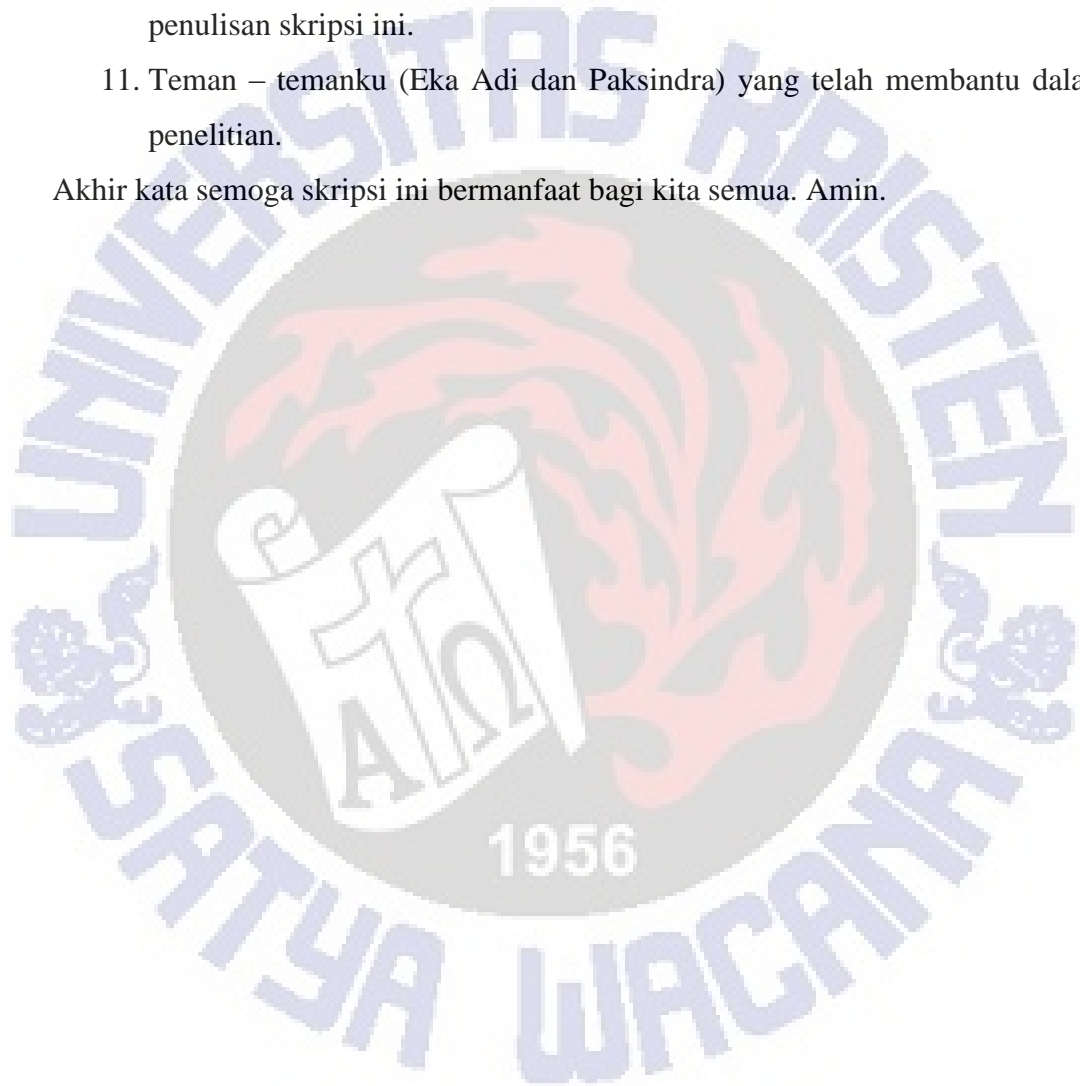 penulisan skripsi ini.
11. Teman – temanku (Eka Adi dan Paksindra) yang telah membantu dala
penelitian.
Akhir kata semoga skripsi ini bermanfaat bagi kita semua. Amin.
UNIVERSITAS KRISTEN
A Ω
1956
SATYA WACANA